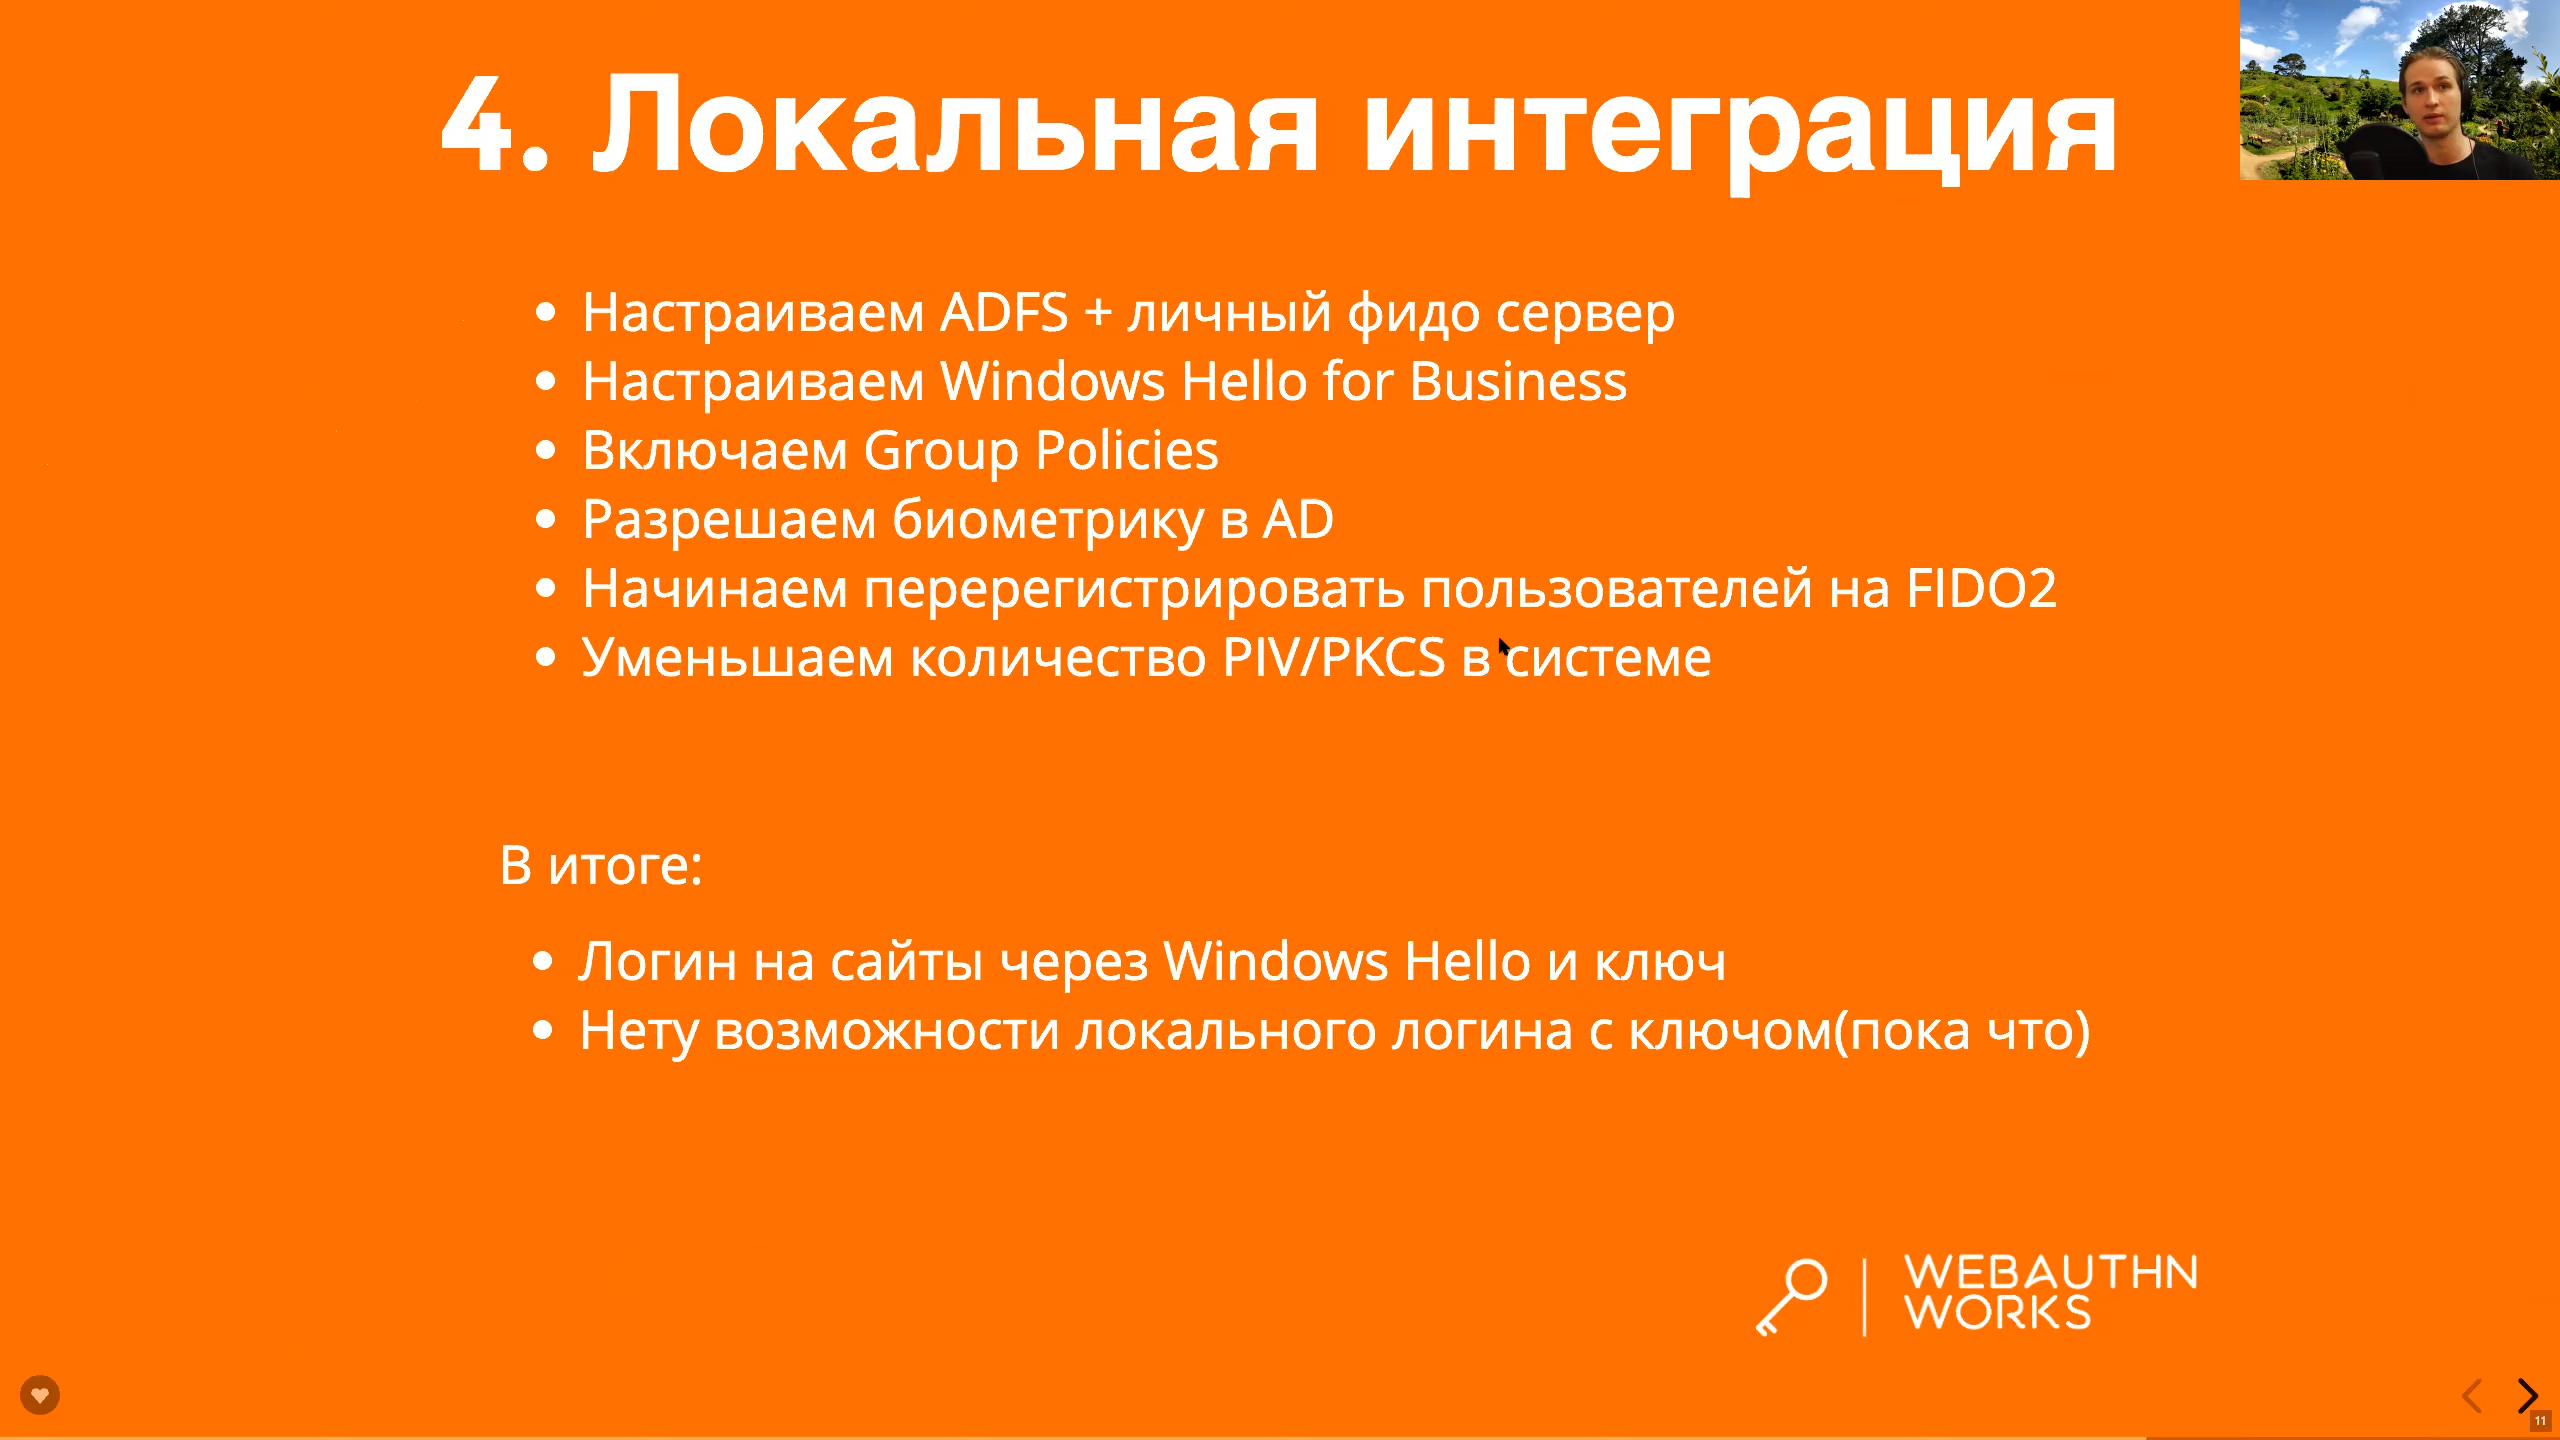 4. Локальная интеграция
Настраиваем ADFS + личный фидо сервер
Настраиваем Windows Hello for Business
Включаем Group Policies
Разрешаем биометрику в AD
Начинаем перерегистрировать пользователей на FIDO2
Уменьшаем количество PIV/PKCS в системе
В итоге:
Логин на сайты через Windows Hello и ключ
Нету возможности локального логина с ключом(пока что)
WEBAUTHN
WORKS
11